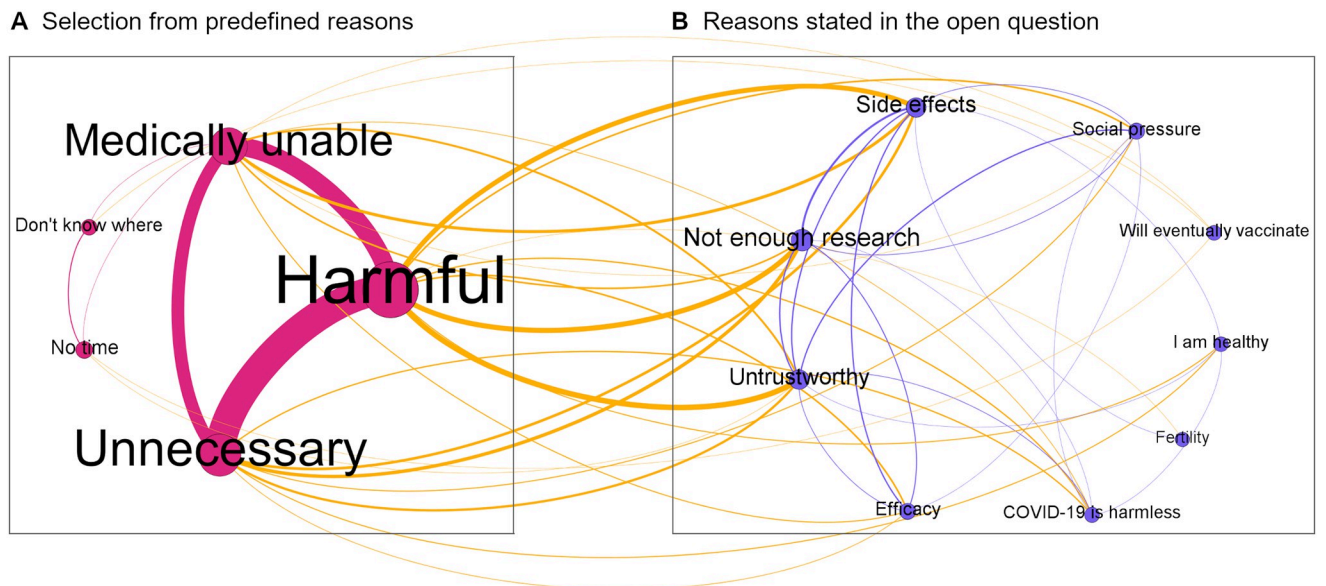 A Selection from predefined reasons
B Reasons stated in the open question
Medically unable
Don't know where
Harmful
No time
Unnecessary
Side effects
Social pressure
Not enough research
Will eventually vaccinate
I am healthy
Untrustworthy
Fertility
Efficacy
COVID-19 is harmless